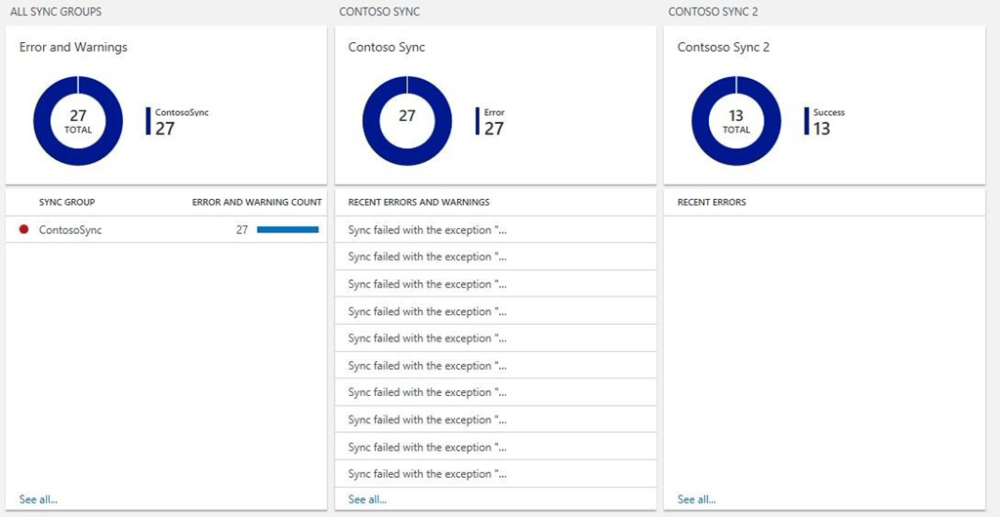 ALL SYNC GROUPS
Error and Warnings
27
TOTAL
ContosoSync
27
SYNC GROUP ERROR AND WARNING COUNT
ContosoSync 27
See all...
CONTOSO SYNC
Contoso Sync
27
Error
27
RECENT ERRORS AND WARNINGS
Sync failed with the exception "...
Sync failed with the exception "...
Sync failed with the exception "...
Sync failed with the exception "...
Sync failed with the exception "...
Sync failed with the exception "...
Sync failed with the exception "...
Sync failed with the exception "...
Sync failed with the exception "...
Sync failed with the exception "...
See all...
CONTOSO SYNC 2
Contsoso Sync 2
13
TOTAL
Success
13
RECENT ERRORS
See all...